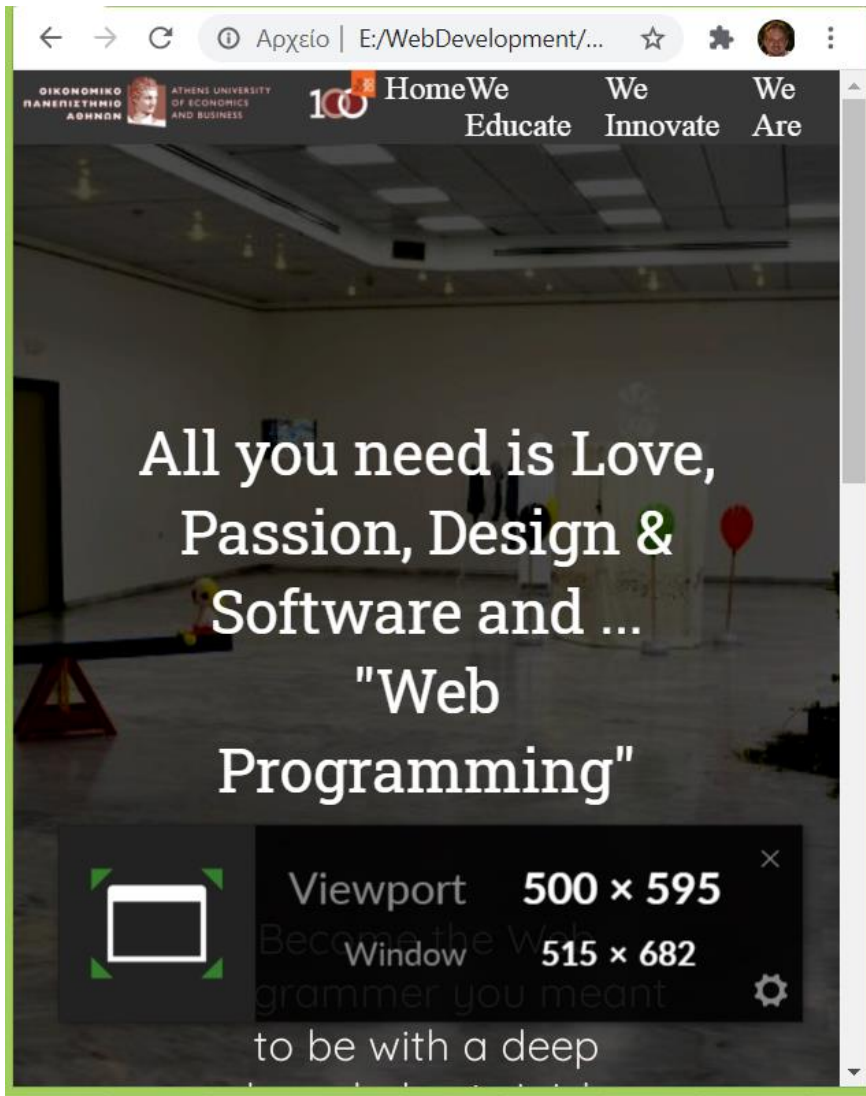 Αρχείο | E:/WebDevelopment/...
ΟΙΚΟΝΟΜΙΚΟ
ΠΑΝΕΠΙΣΤΗΜΙΟ
ΑΘΗΝΩΝ
ATHENS UNIVERSITY
OF ECONOMICS
AND BUSINESS
100
Home
We Educate
We Innovate
We Are
All you need is Love,
Passion, Design &
Software and ...
"Web
Programming"
Viewport 500 × 595
Window 515 × 682
Become the Web
grammer you meant
to be with a deep